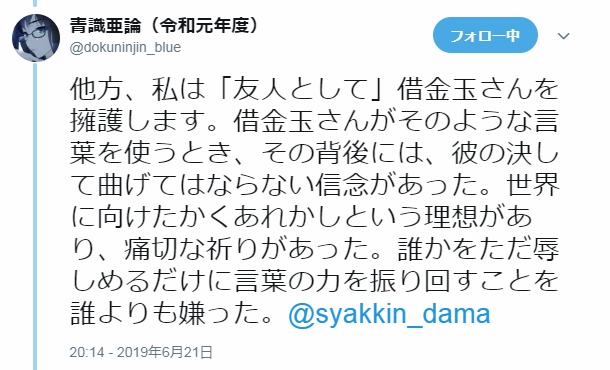 青識亜論（令和元年度）
@dokuninjin_blue
フォロー中
他方、私は「友人として」借金玉さんを
擁護します。借金玉さんがそのような言
葉を使うとき、その背後には、彼の決し
て曲げてはならない信念があった。世界
に向けたかくあれかしという理想があ
り、痛切な祈りがあった。誰かをただ辱
しめるだけに言葉の力を振り回すことを
誰よりも嫌った。@syakkin_dama
20:14 - 2019年6月21日